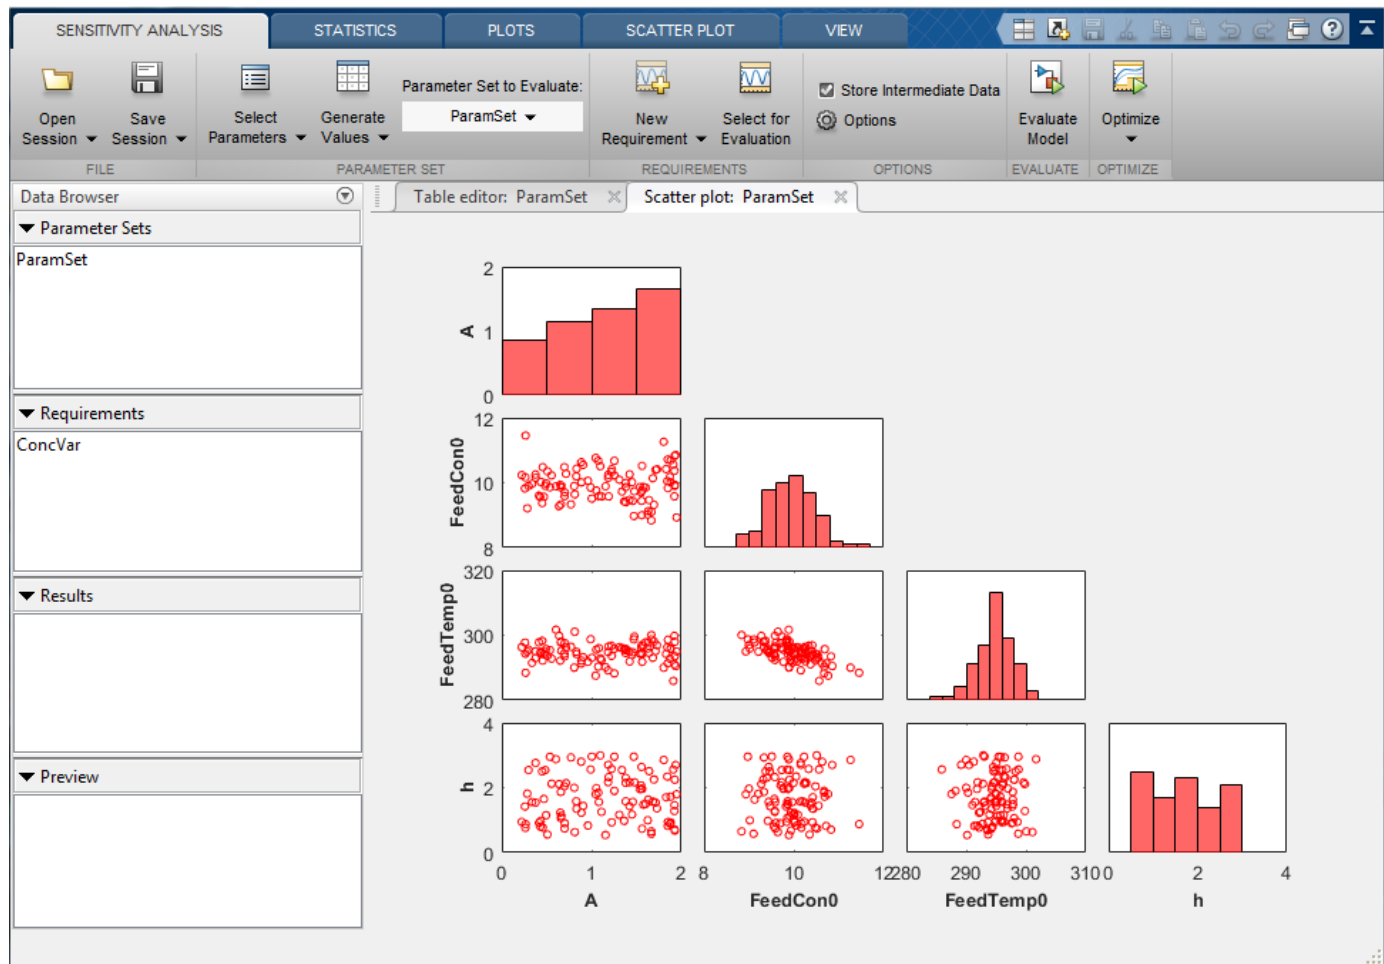 SENSITIVITY ANALYSIS STATISTICS PLOTS SCATTER PLOT VIEW
Open Session
Save Session
Select Parameters
Generate Values
Parameter Set to Evaluate:
ParamSet
New Requirement
Select for Evaluation
Store Intermediate Data
Options
Evaluate Model
Optimize
FILE PARAMETER SET REQUIREMENTS OPTIONS EVALUATE OPTIMIZE
Data Browser
Parameter Sets
ParamSet
Requirements
ConcVar
Results
Preview
Table editor: ParamSet Scatter plot: ParamSet
2
A
1
0
12
FeedCon0
10
8
320
FeedTemp0
300
280
4
h
2
0
0 1 2 8 10 12 280 290 300 310 0 2 4
A FeedCon0 FeedTemp0 h